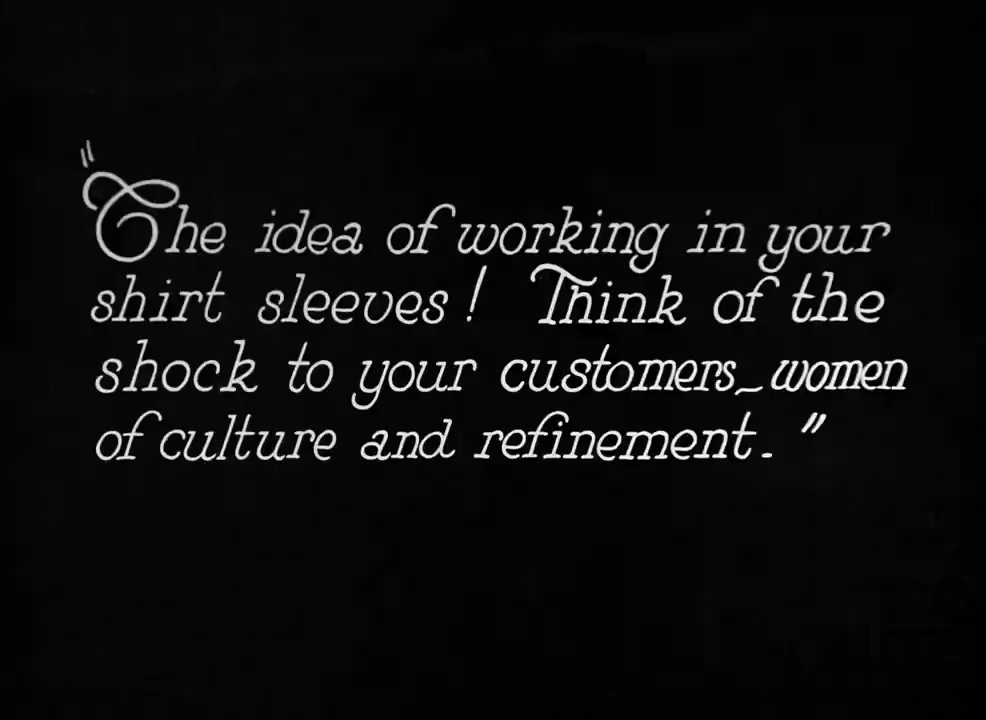 "The idea of working in your
shirt sleeves! Think of the
shock to your customers_women
of culture and refinement."